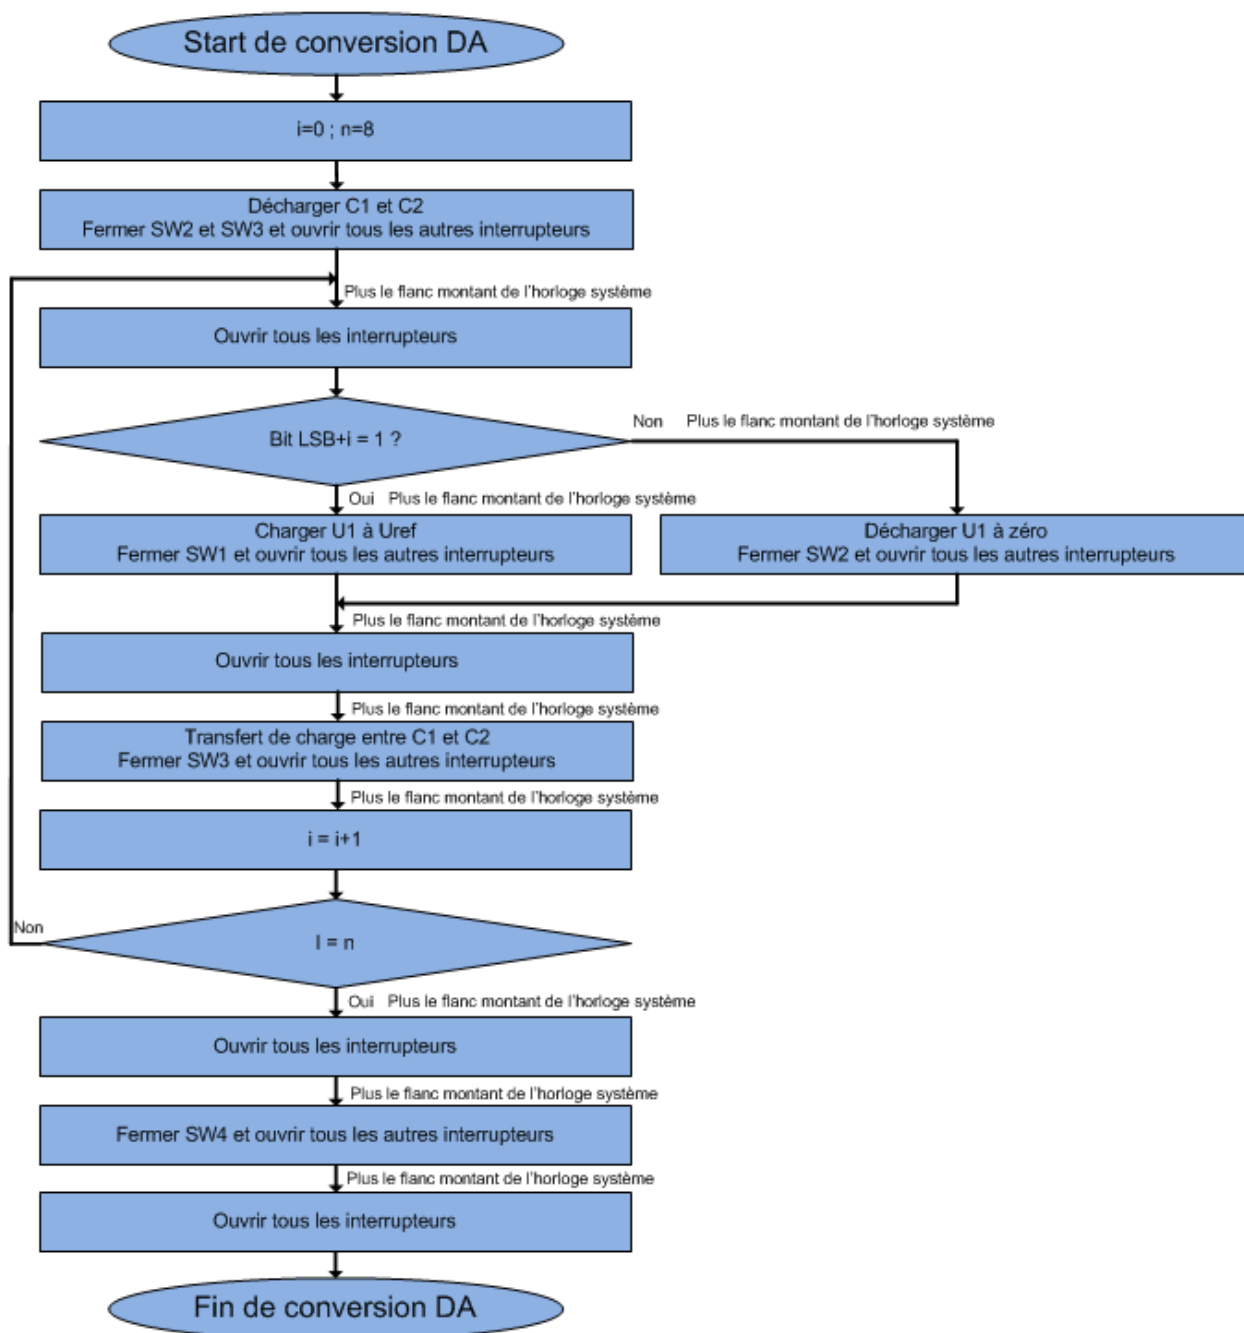 Start de conversion DA
i=0 ; n=8
Décharger C1 et C2
Fermer SW2 et SW3 et ouvrir tous les autres interrupteurs
Plus le flanc montant de l'horloge système
Ouvrir tous les interrupteurs
Non Plus le flanc montant de l'horloge système
Bit LSB+i = 1 ?
Oui Plus le flanc montant de l'horloge système
Charger U1 à Uref
Fermer SW1 et ouvrir tous les autres interrupteurs
Décharger U1 à zéro
Fermer SW2 et ouvrir tous les autres interrupteurs
Plus le flanc montant de l'horloge système
Ouvrir tous les interrupteurs
Plus le flanc montant de l'horloge système
Transfert de charge entre C1 et C2
Fermer SW3 et ouvrir tous les autres interrupteurs
Plus le flanc montant de l'horloge système
i = i+1
Non
I = n
Oui Plus le flanc montant de l'horloge système
Ouvrir tous les interrupteurs
Plus le flanc montant de l'horloge système
Fermer SW4 et ouvrir tous les autres interrupteurs
Plus le flanc montant de l'horloge système
Ouvrir tous les interrupteurs
Fin de conversion DA